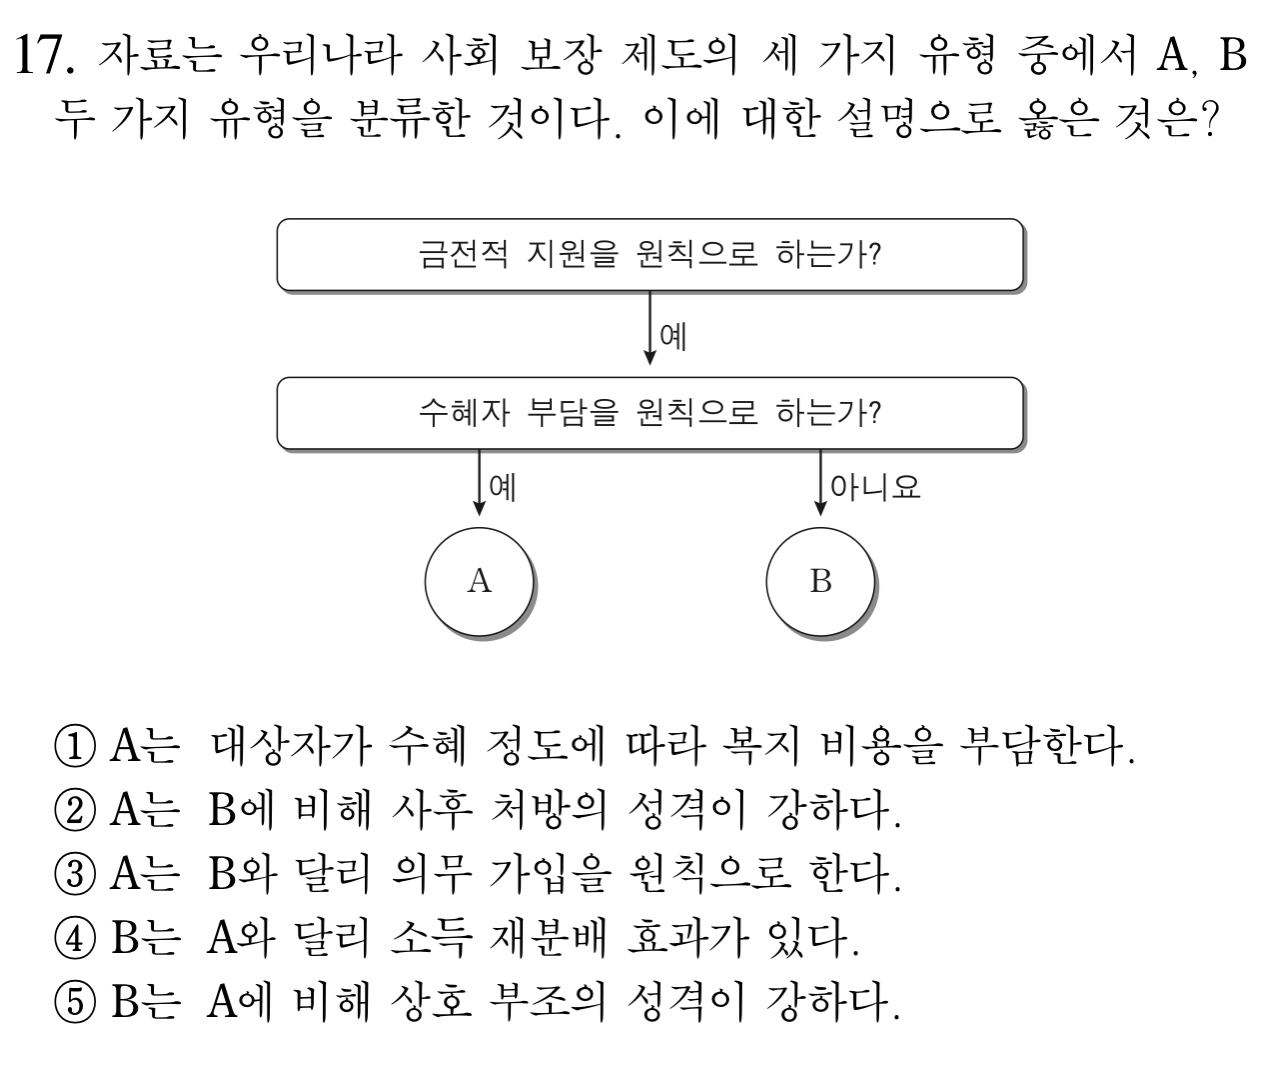 17. 자료는 우리나라 사회 보장 제도의 세 가지 유형 중에서 A, B
두 가지 유형을 분류한 것이다. 이에 대한 설명으로 옳은 것은?
금전적 지원을 원칙으로 하는가?
예
수혜자 부담을 원칙으로 하는가?
예 아니요
A B
① A는 대상자가 수혜 정도에 따라 복지 비용을 부담한다.
② A는 B에 비해 사후 처방의 성격이 강하다.
③ A는 B와 달리 의무 가입을 원칙으로 한다.
④ B는 A와 달리 소득 재분배 효과가 있다.
⑤ B는 A에 비해 상호 부조의 성격이 강하다.